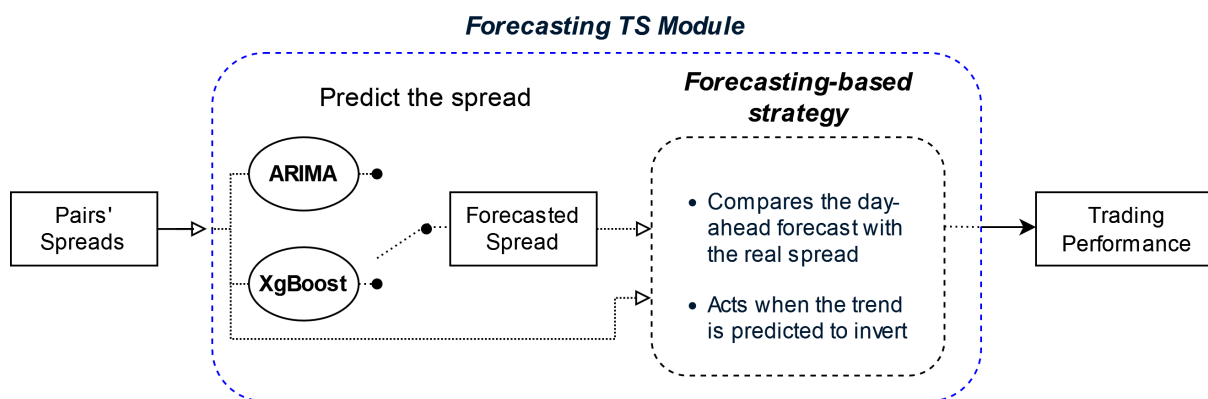 Forecasting TS Module
Predict the spread
Forecasting-based
strategy
ARIMA
Pairs'
Spreads
XgBoost
Forecasted
Spread
• Compares the day-
ahead forecast with
the real spread
• Acts when the trend
is predicted to invert
Trading
Performance